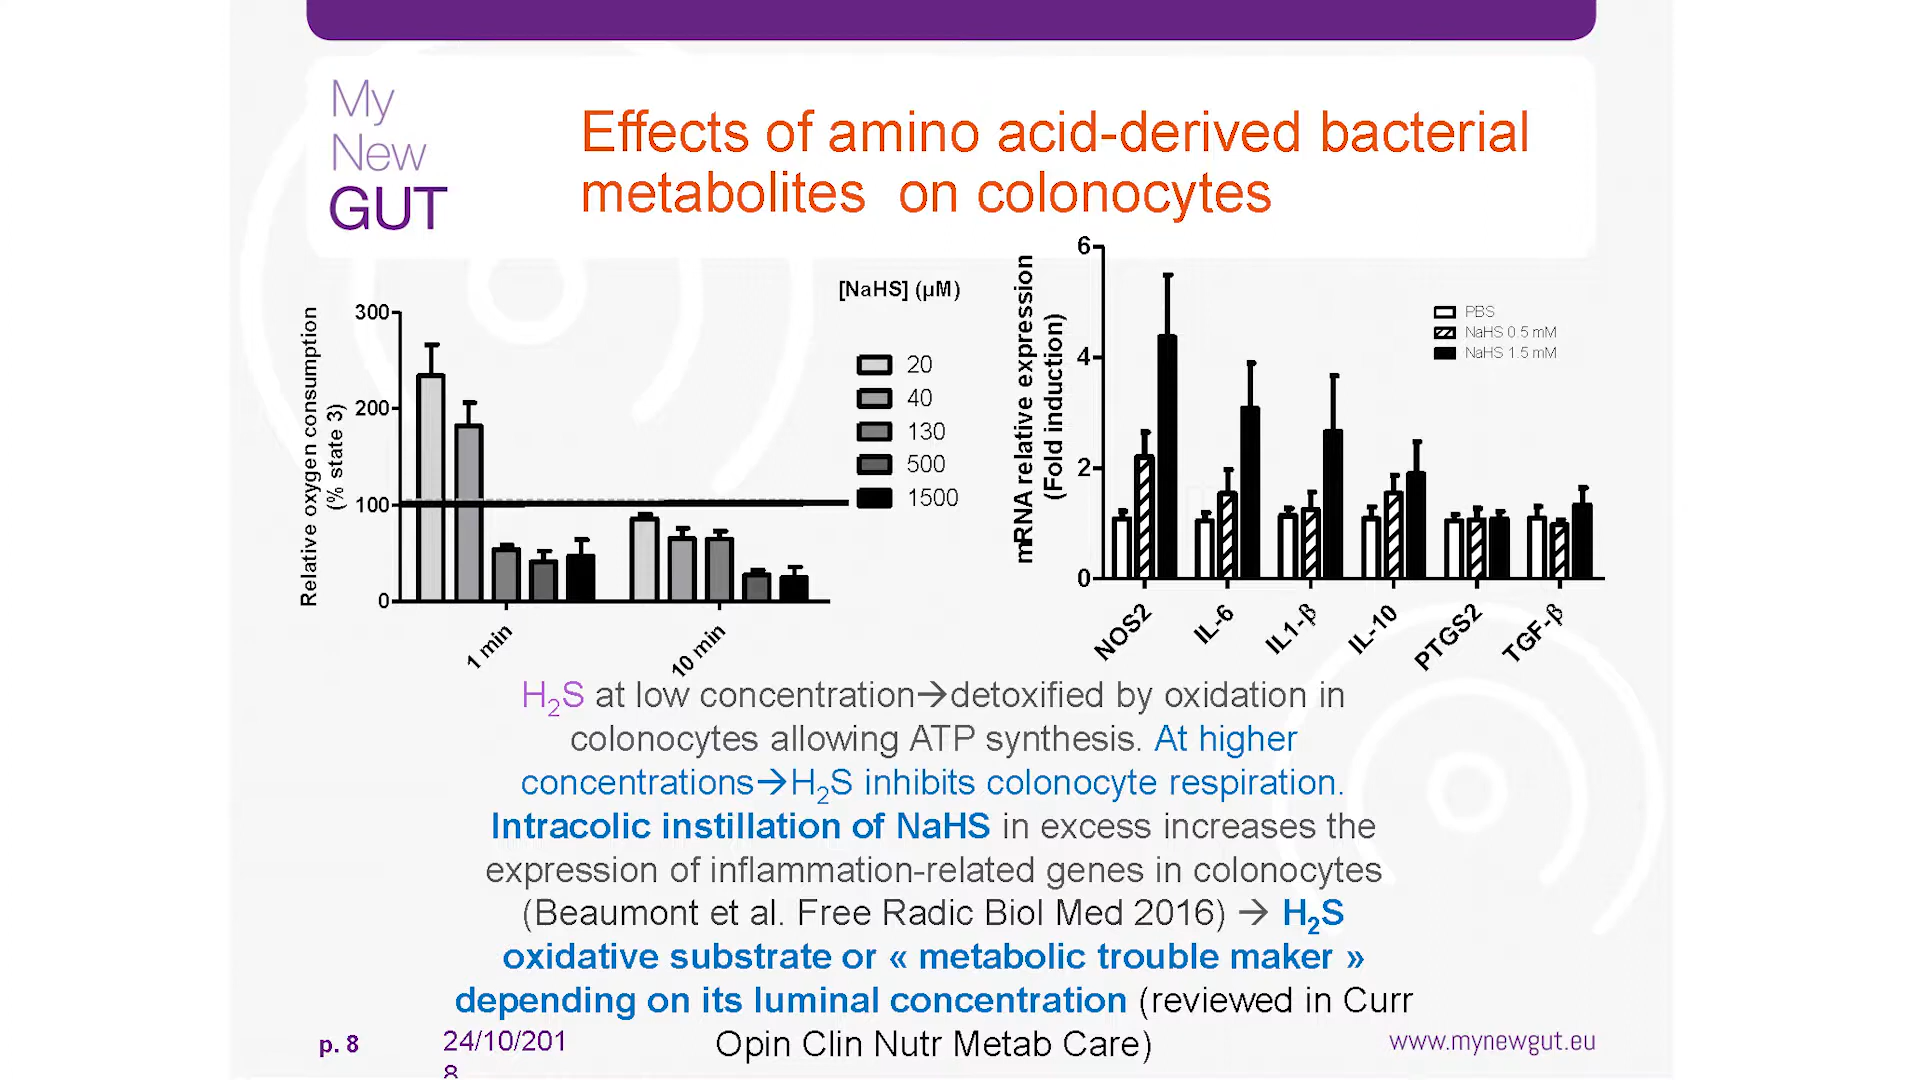 My
New
GUT
Effects of amino acid-derived bacterial
metabolites on colonocytes
Relative oxygen consumption
(% state 3)
300
200
100
0
1 min
10 min
[NaHS] (µM)
20
40
130
500
1500
mRNA relative expression
(Fold induction)
6
4
2
0
NOS2
IL-6
IL1-β
IL-10
PTGS2
TGF-β
PBS
NaHS 0.5 mM
NaHS 1.5 mM
H₂S at low concentration→detoxified by oxidation in
colonocytes allowing ATP synthesis. At higher
concentrations→H₂S inhibits colonocyte respiration.
Intracolic instillation of NaHS in excess increases the
expression of inflammation-related genes in colonocytes
(Beaumont et al. Free Radic Biol Med 2016) → H₂S
oxidative substrate or « metabolic trouble maker »
depending on its luminal concentration (reviewed in Curr
Opin Clin Nutr Metab Care)
p. 8
24/10/201
8
www.mynewgut.eu